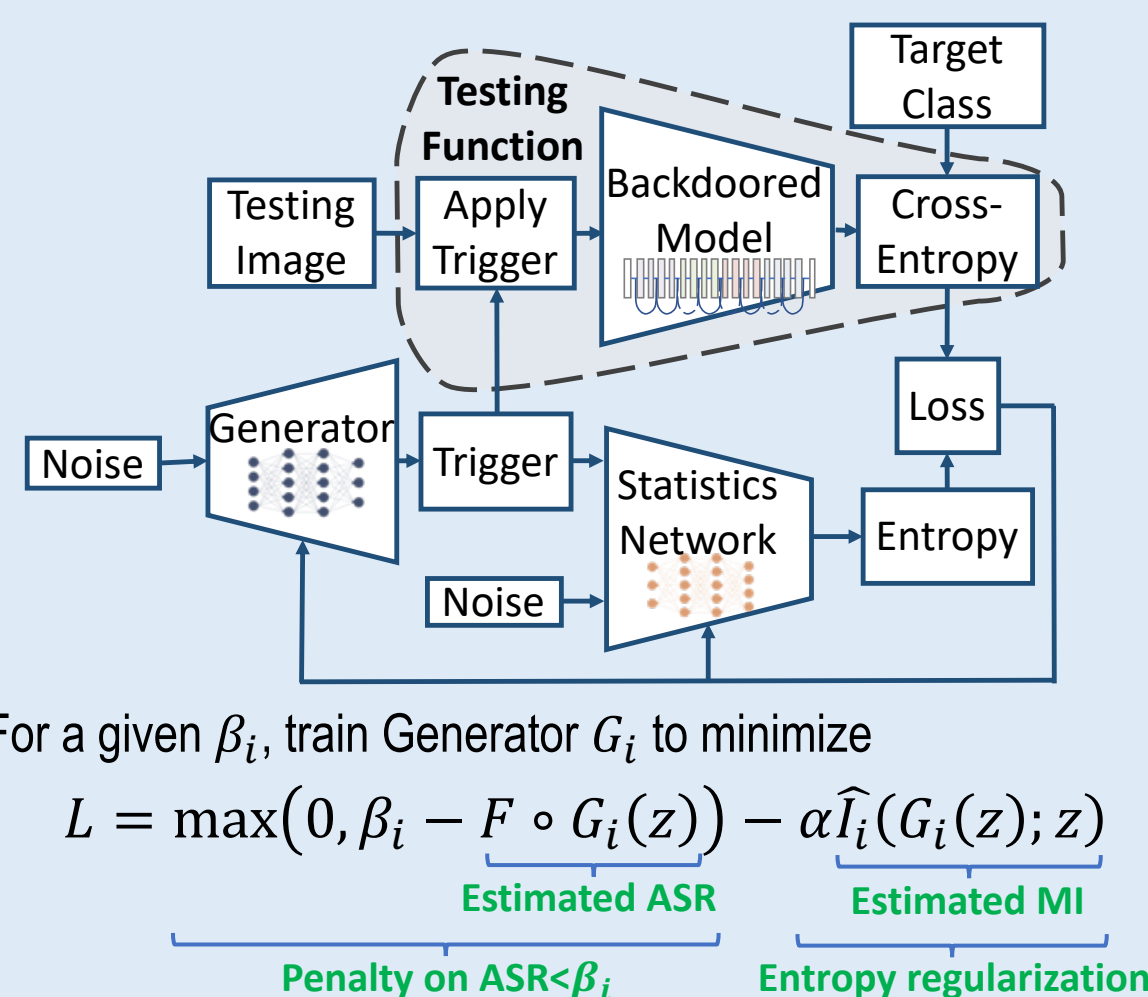 Target
Class
Testing
Function
Testing
Image
Apply
Trigger
Backdoored
Model
Cross-
Entropy
Loss
Noise
Generator
Trigger
Statistics
Network
Noise
Entropy
For a given βᵢ, train Generator Gᵢ to minimize
L = max(0, βᵢ − F ∘ Gᵢ(z)) − αÎᵢ(Gᵢ(z); z)
Estimated ASR
Estimated MI
Penalty on ASR<βᵢ
Entropy regularization